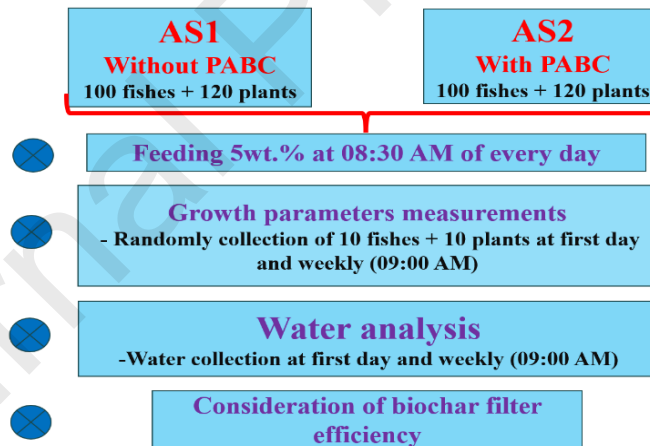 AS1
Without PABC
100 fishes + 120 plants
AS2
With PABC
100 fishes + 120 plants
Feeding 5wt.% at 08:30 AM of every day
Growth parameters measurements
- Randomly collection of 10 fishes + 10 plants at first day
and weekly (09:00 AM)
Water analysis
-Water collection at first day and weekly (09:00 AM)
Consideration of biochar filter
efficiency